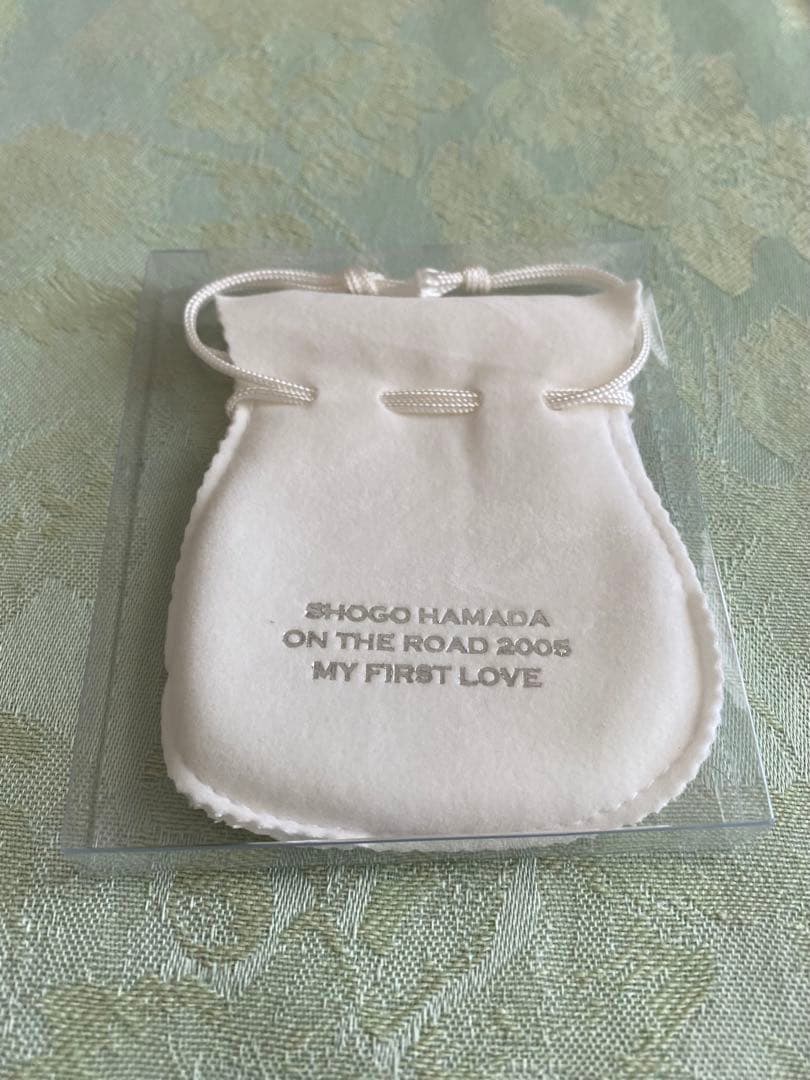 SHOGO HAMADA
ON THE ROAD 2005
MY FIRST LOVE